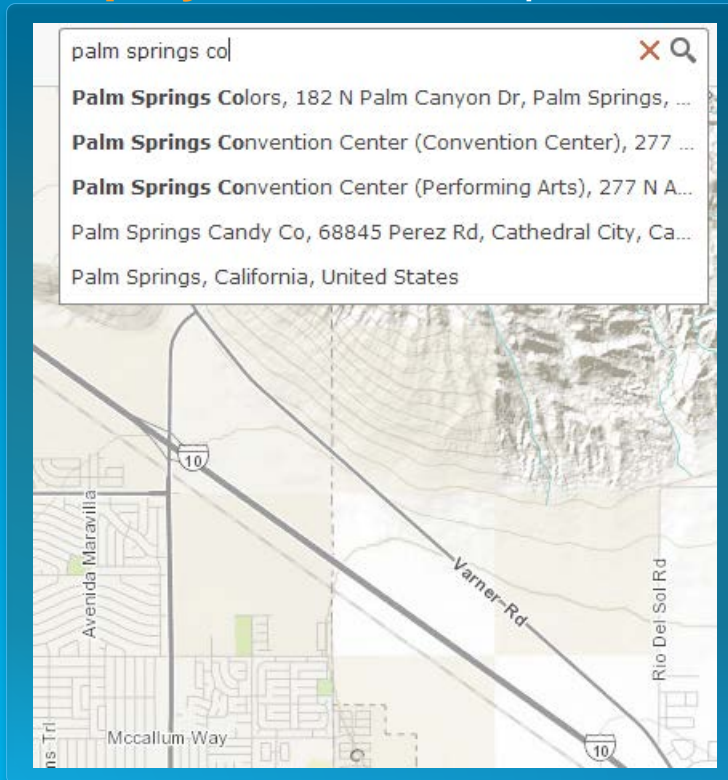 palm springs co
Palm Springs Colors, 182 N Palm Canyon Dr, Palm Springs, ...
Palm Springs Convention Center (Convention Center), 277 ...
Palm Springs Convention Center (Performing Arts), 277 N A...
Palm Springs Candy Co, 68845 Perez Rd, Cathedral City, Ca...
Palm Springs, California, United States
10
Avenida Maravilla
Varner Rd
Rio Del Sol Rd
Mccallum Way
ms Trl
10